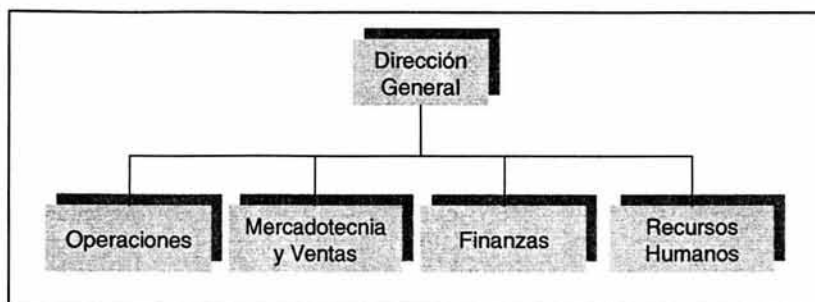 Dirección
General
Operaciones
Mercadotecnia
y Ventas
Finanzas
Recursos
Humanos